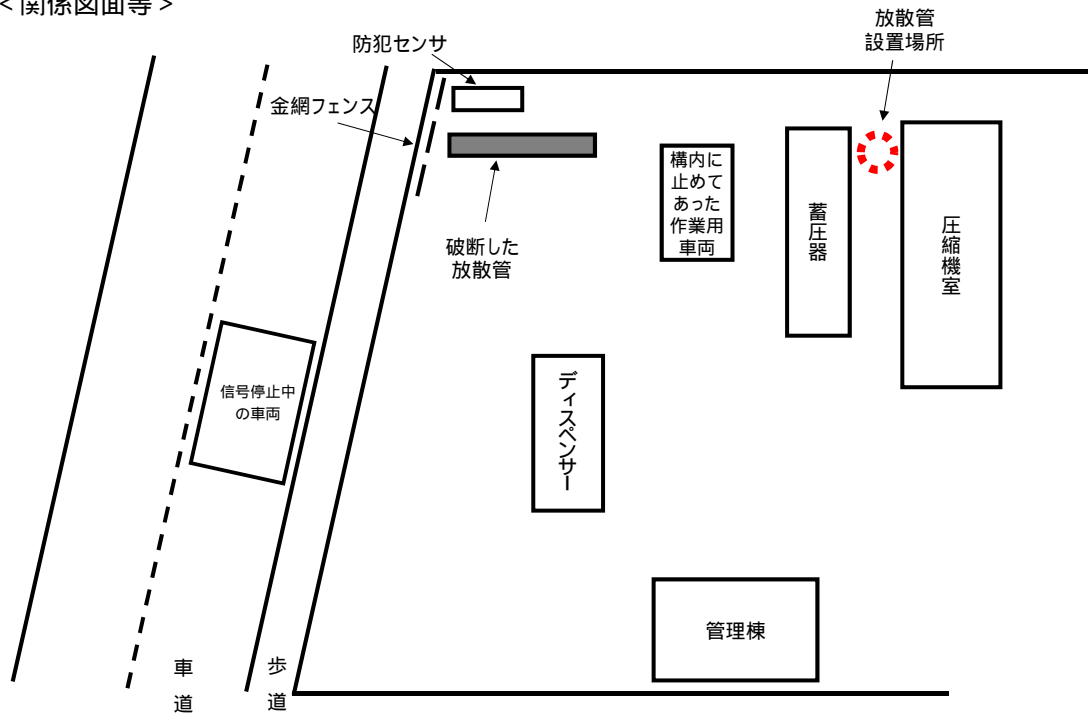 <関係図面等>
放散管
設置場所
防犯センサ
金網フェンス
破断した
放散管
構内に
止めて
あった
作業用
車両
蓄圧器
圧縮機室
信号停止中
の車両
ディスペンサー
管理棟
車道
歩道